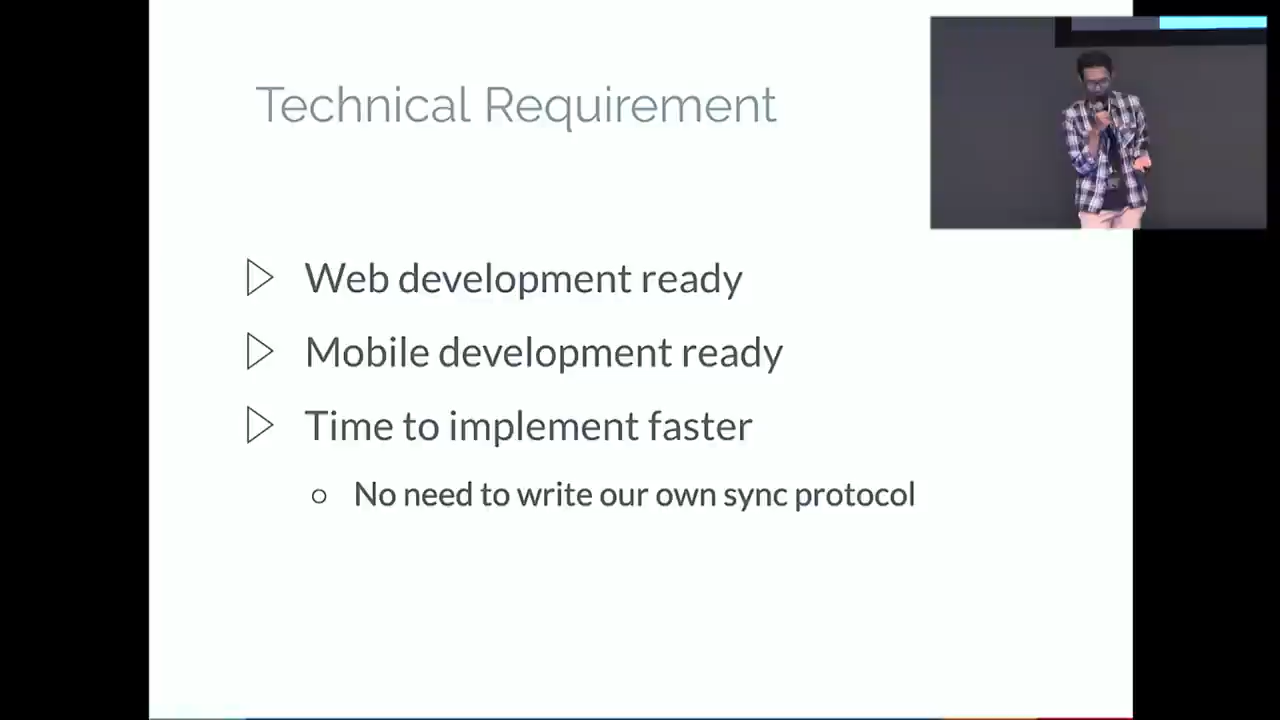 Technical Requirement
Web development ready
Mobile development ready
Time to implement faster
No need to write our own sync protocol